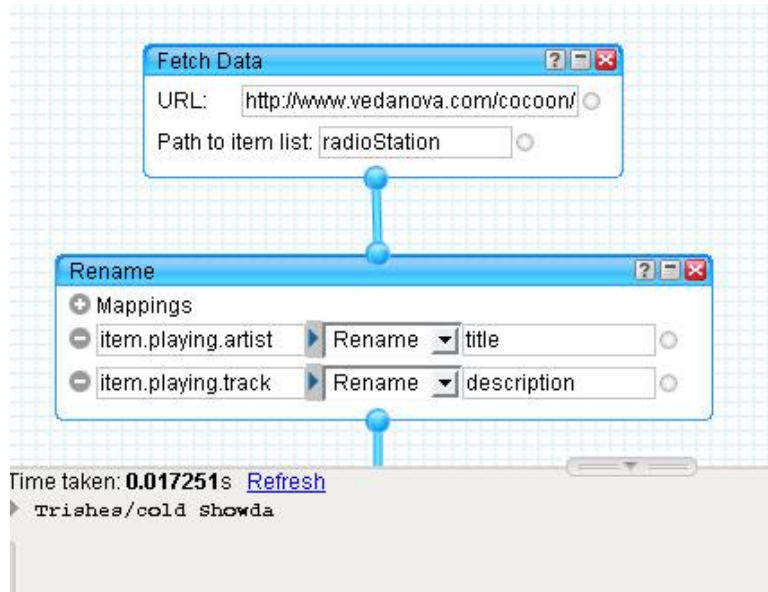 Fetch Data
URL: http://www.vedanova.com/cocoon/
Path to item list: radioStation
Rename
Mappings
item.playing.artist Rename title
item.playing.track Rename description
Time taken: 0.017251s Refresh
Trishes/cold Showda